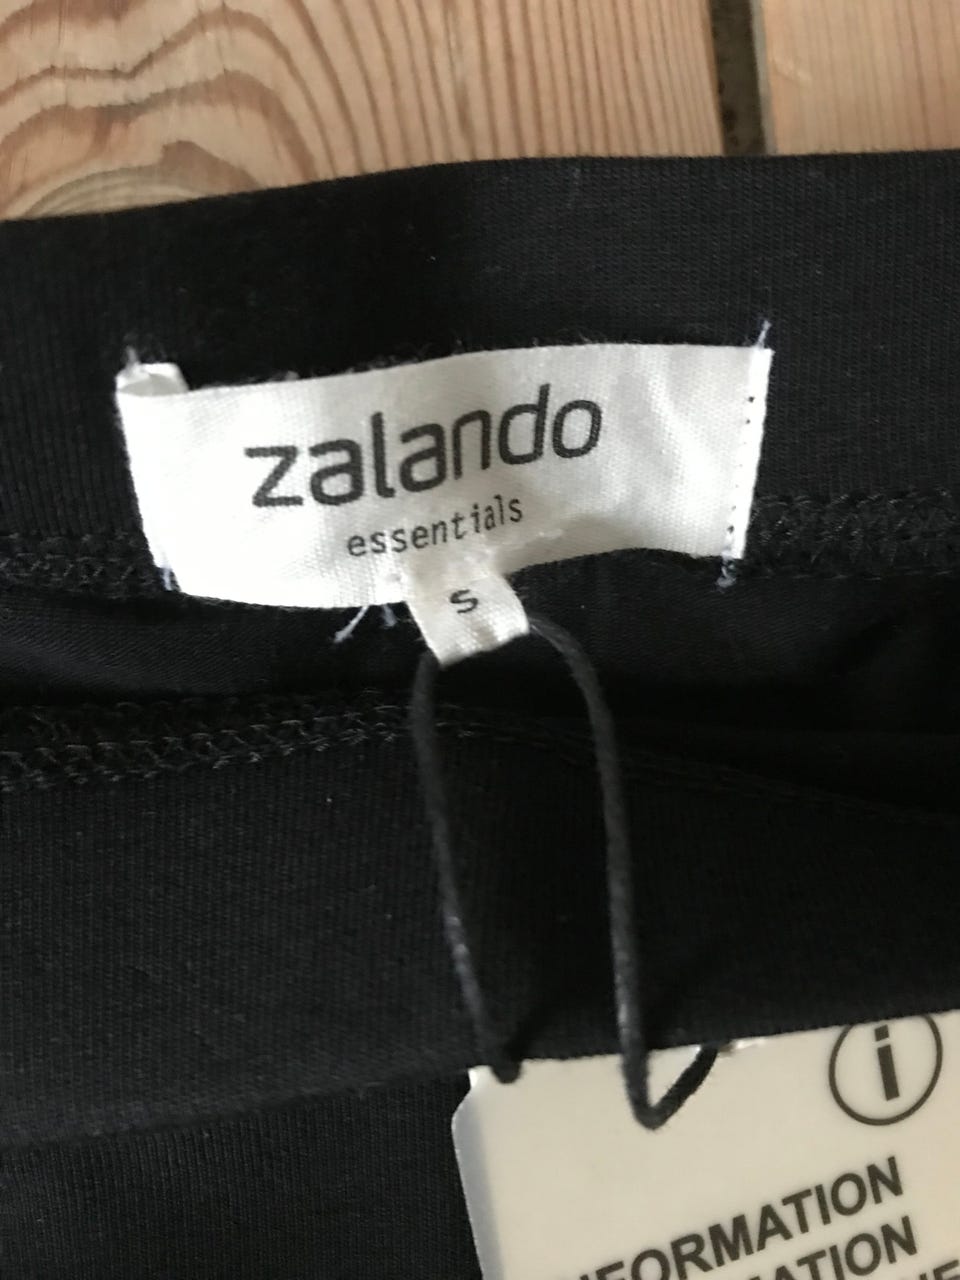 zalando
essentials
S
i
INFORMATION